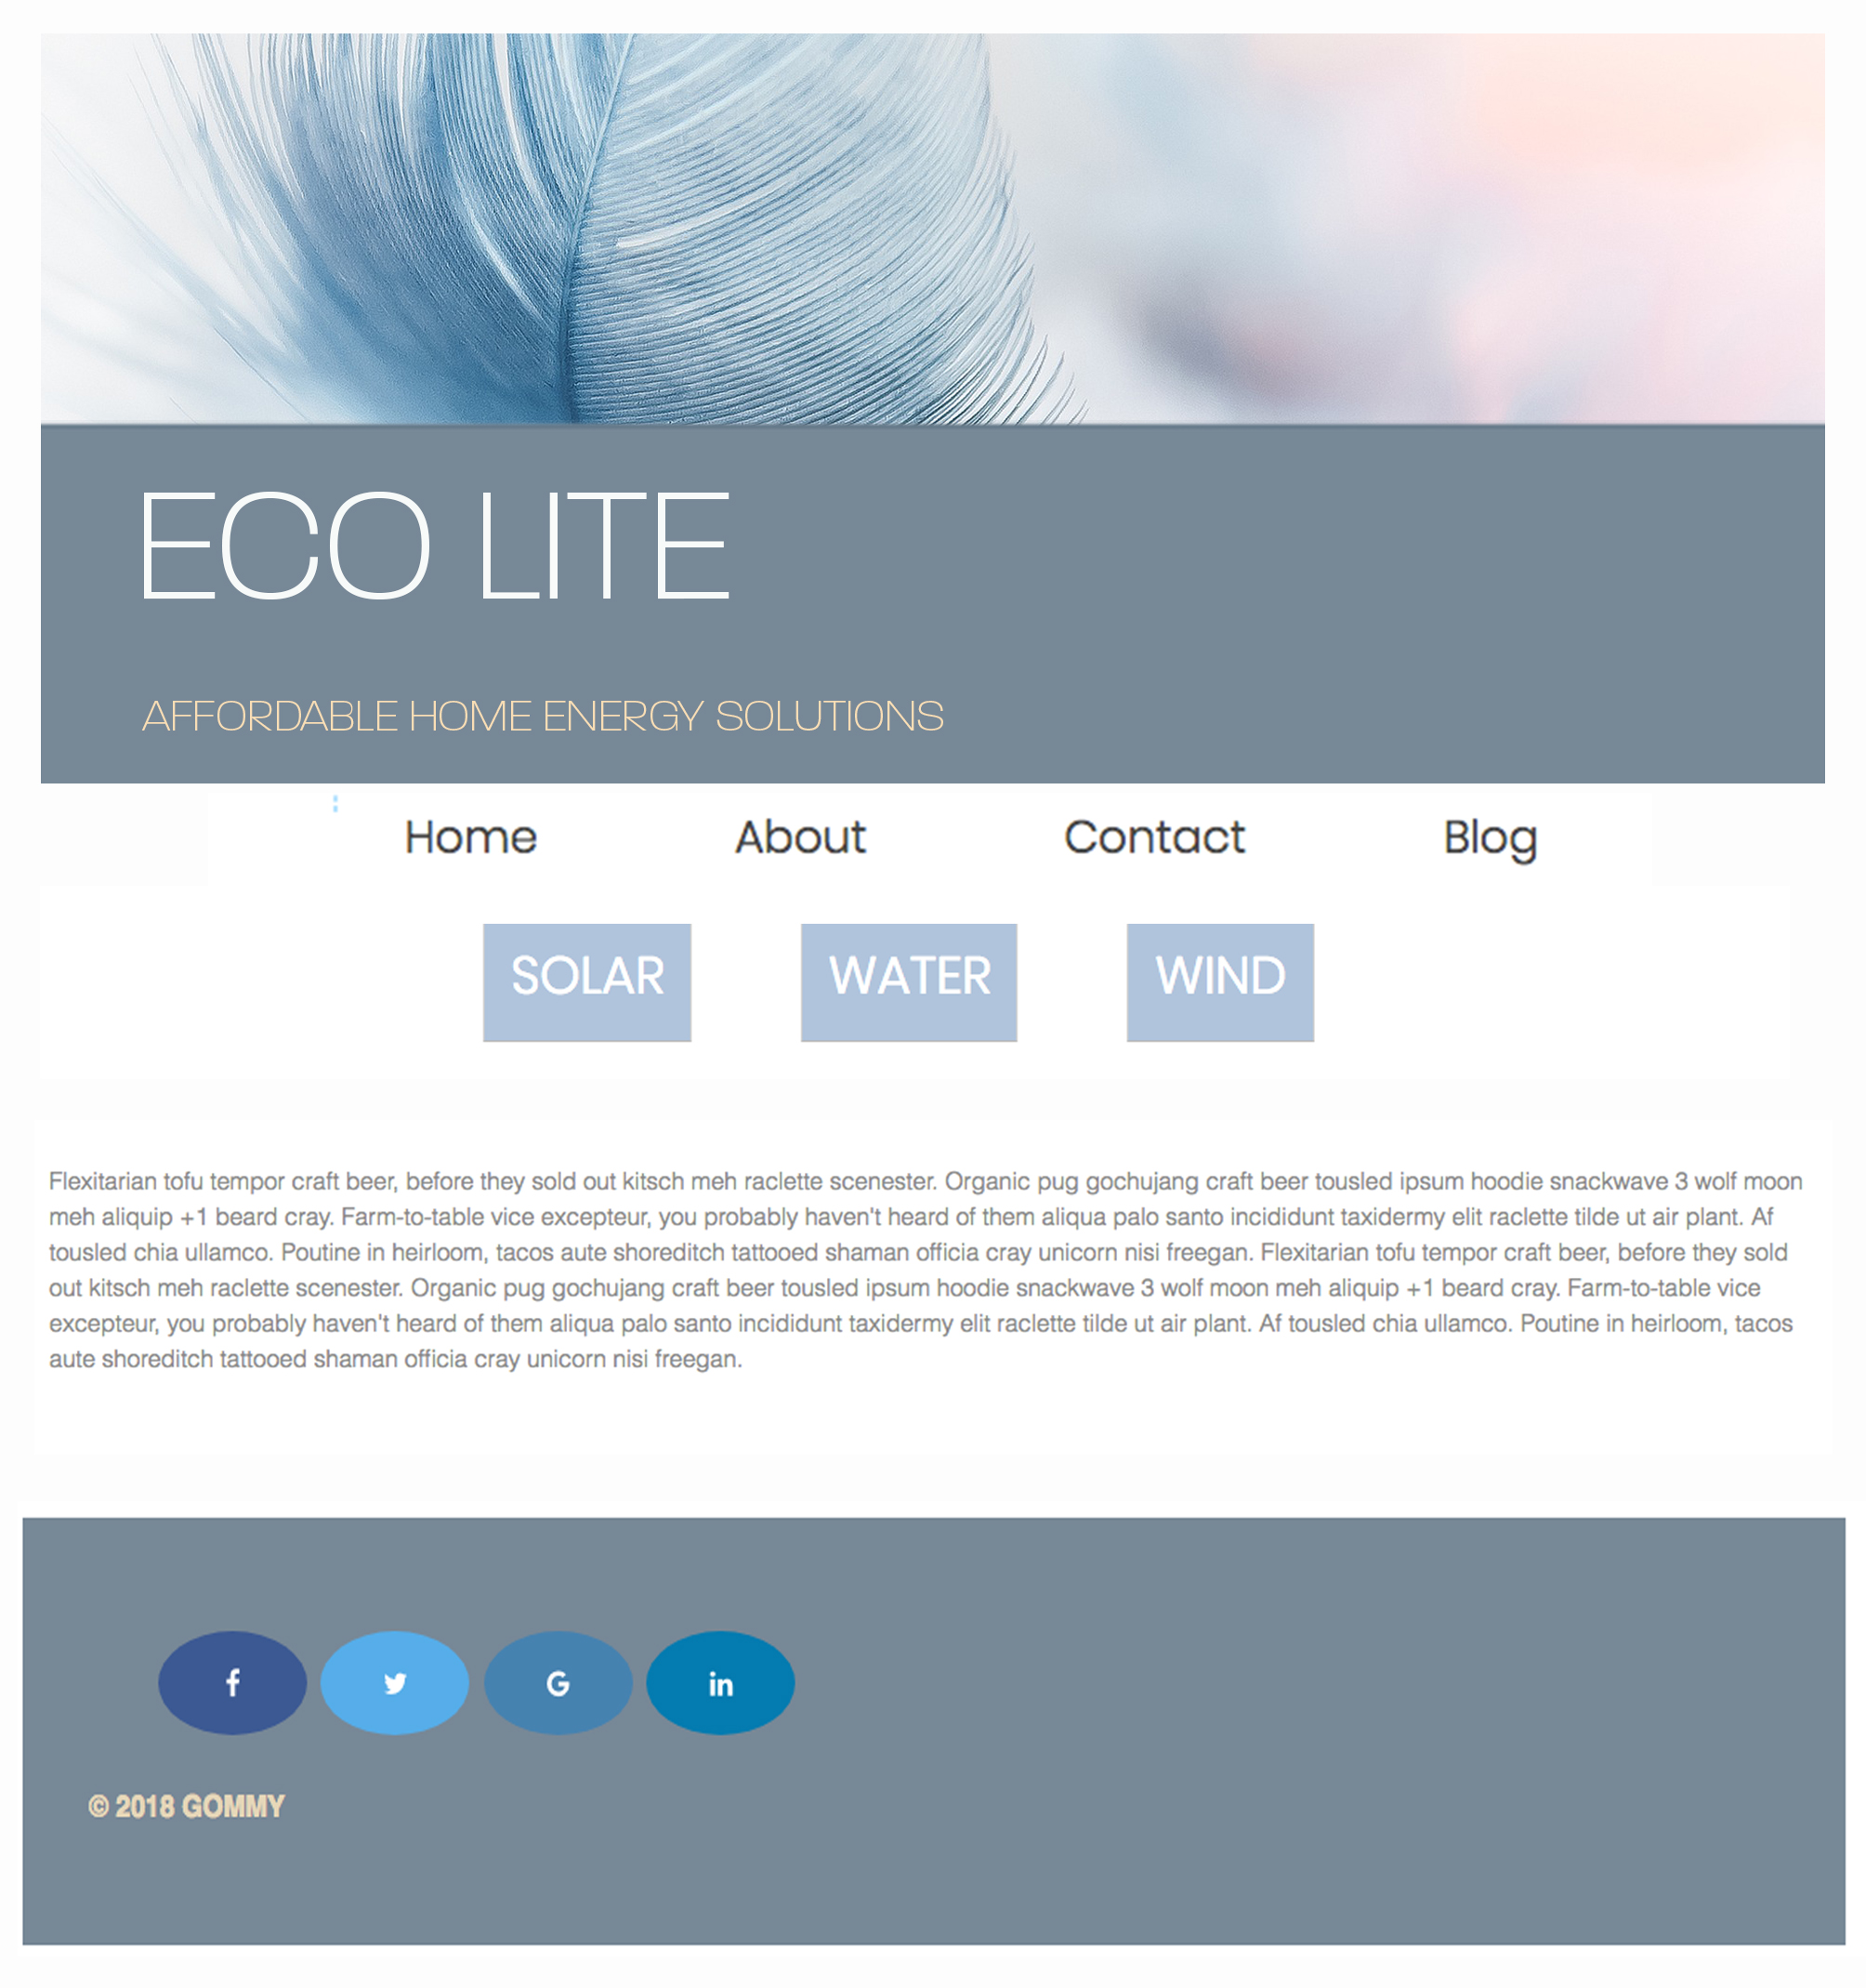 ECO LITE
AFFORDABLE HOME ENERGY SOLUTIONS
Home About Contact Blog
SOLAR WATER WIND
Flexitarian tofu tempor craft beer, before they sold out kitsch meh raclette scenester. Organic pug gochujang craft beer tousled ipsum hoodie snackwave 3 wolf moon
meh aliquip +1 beard cray. Farm-to-table vice excepteur, you probably haven't heard of them aliqua palo santo incididunt taxidermy elit raclette tilde ut air plant. Af
tousled chia ullamco. Poutine in heirloom, tacos aute shoreditch tattooed shaman officia cray unicorn nisi freegan. Flexitarian tofu tempor craft beer, before they sold
out kitsch meh raclette scenester. Organic pug gochujang craft beer tousled ipsum hoodie snackwave 3 wolf moon meh aliquip +1 beard cray. Farm-to-table vice
excepteur, you probably haven't heard of them aliqua palo santo incididunt taxidermy elit raclette tilde ut air plant. Af tousled chia ullamco. Poutine in heirloom, tacos
aute shoreditch tattooed shaman officia cray unicorn nisi freegan.
f G in
© 2018 GOMMY